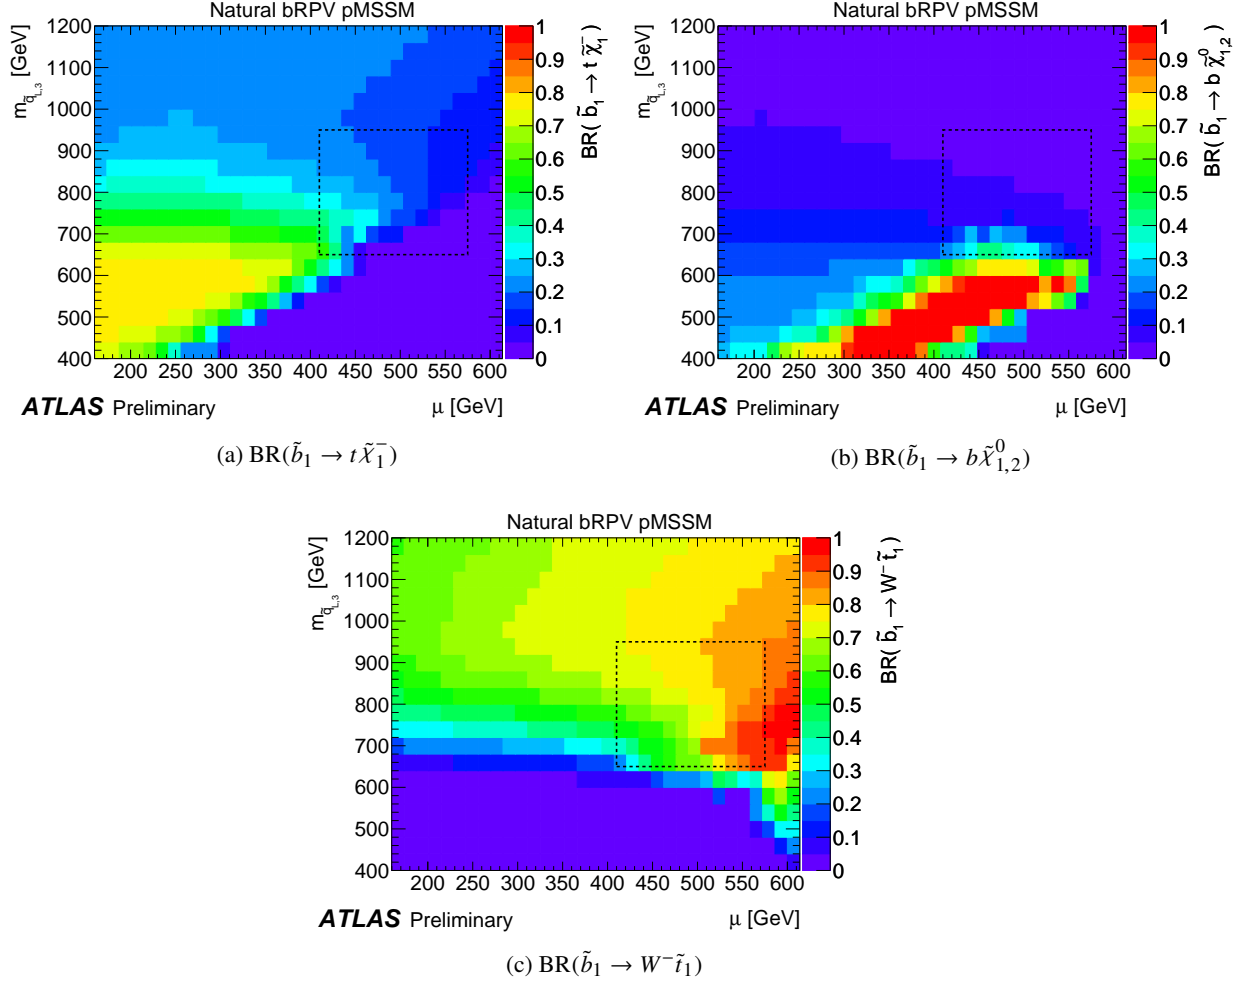 Natural bRPV pMSSM
m_{q̃_{L,3}} [GeV]
1200
1100
1000
900
800
700
600
500
400
200 250 300 350 400 450 500 550 600
μ [GeV]
ATLAS Preliminary
1
0.9
0.8
0.7
0.6
0.5
0.4
0.3
0.2
0.1
0
BR( b̃₁ → t χ̃₁⁻)
(a) BR(b̃₁ → tχ̃₁⁻)
Natural bRPV pMSSM
m_{q̃_{L,3}} [GeV]
1200
1100
1000
900
800
700
600
500
400
200 250 300 350 400 450 500 550 600
μ [GeV]
ATLAS Preliminary
1
0.9
0.8
0.7
0.6
0.5
0.4
0.3
0.2
0.1
0
BR( b̃₁ → b χ̃⁰_{1,2})
(b) BR(b̃₁ → bχ̃⁰_{1,2})
Natural bRPV pMSSM
m_{q̃_{L,3}} [GeV]
1200
1100
1000
900
800
700
600
500
400
200 250 300 350 400 450 500 550 600
μ [GeV]
ATLAS Preliminary
1
0.9
0.8
0.7
0.6
0.5
0.4
0.3
0.2
0.1
0
BR( b̃₁ → W⁻ t̃₁)
(c) BR(b̃₁ → W⁻t̃₁)